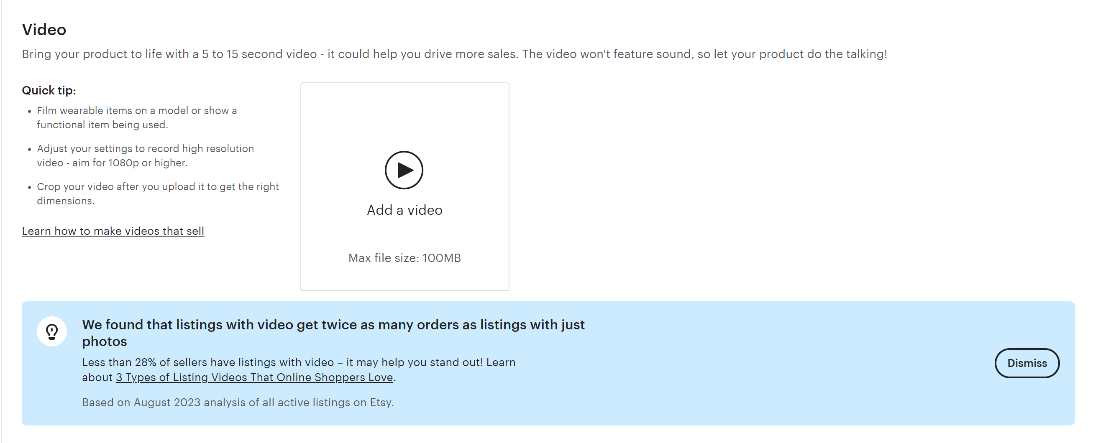 Video
Bring your product to life with a 5 to 15 second video - it could help you drive more sales. The video won't feature sound, so let your product do the talking!
Quick tip:
• Film wearable items on a model or show a
functional item being used.
• Adjust your settings to record high resolution
video - aim for 1080p or higher.
• Crop your video after you upload it to get the right
dimensions.
Learn how to make videos that sell
Add a video
Max file size: 100MB
We found that listings with video get twice as many orders as listings with just
photos
Less than 28% of sellers have listings with video – it may help you stand out! Learn
about 3 Types of Listing Videos That Online Shoppers Love.
Based on August 2023 analysis of all active listings on Etsy.
Dismiss